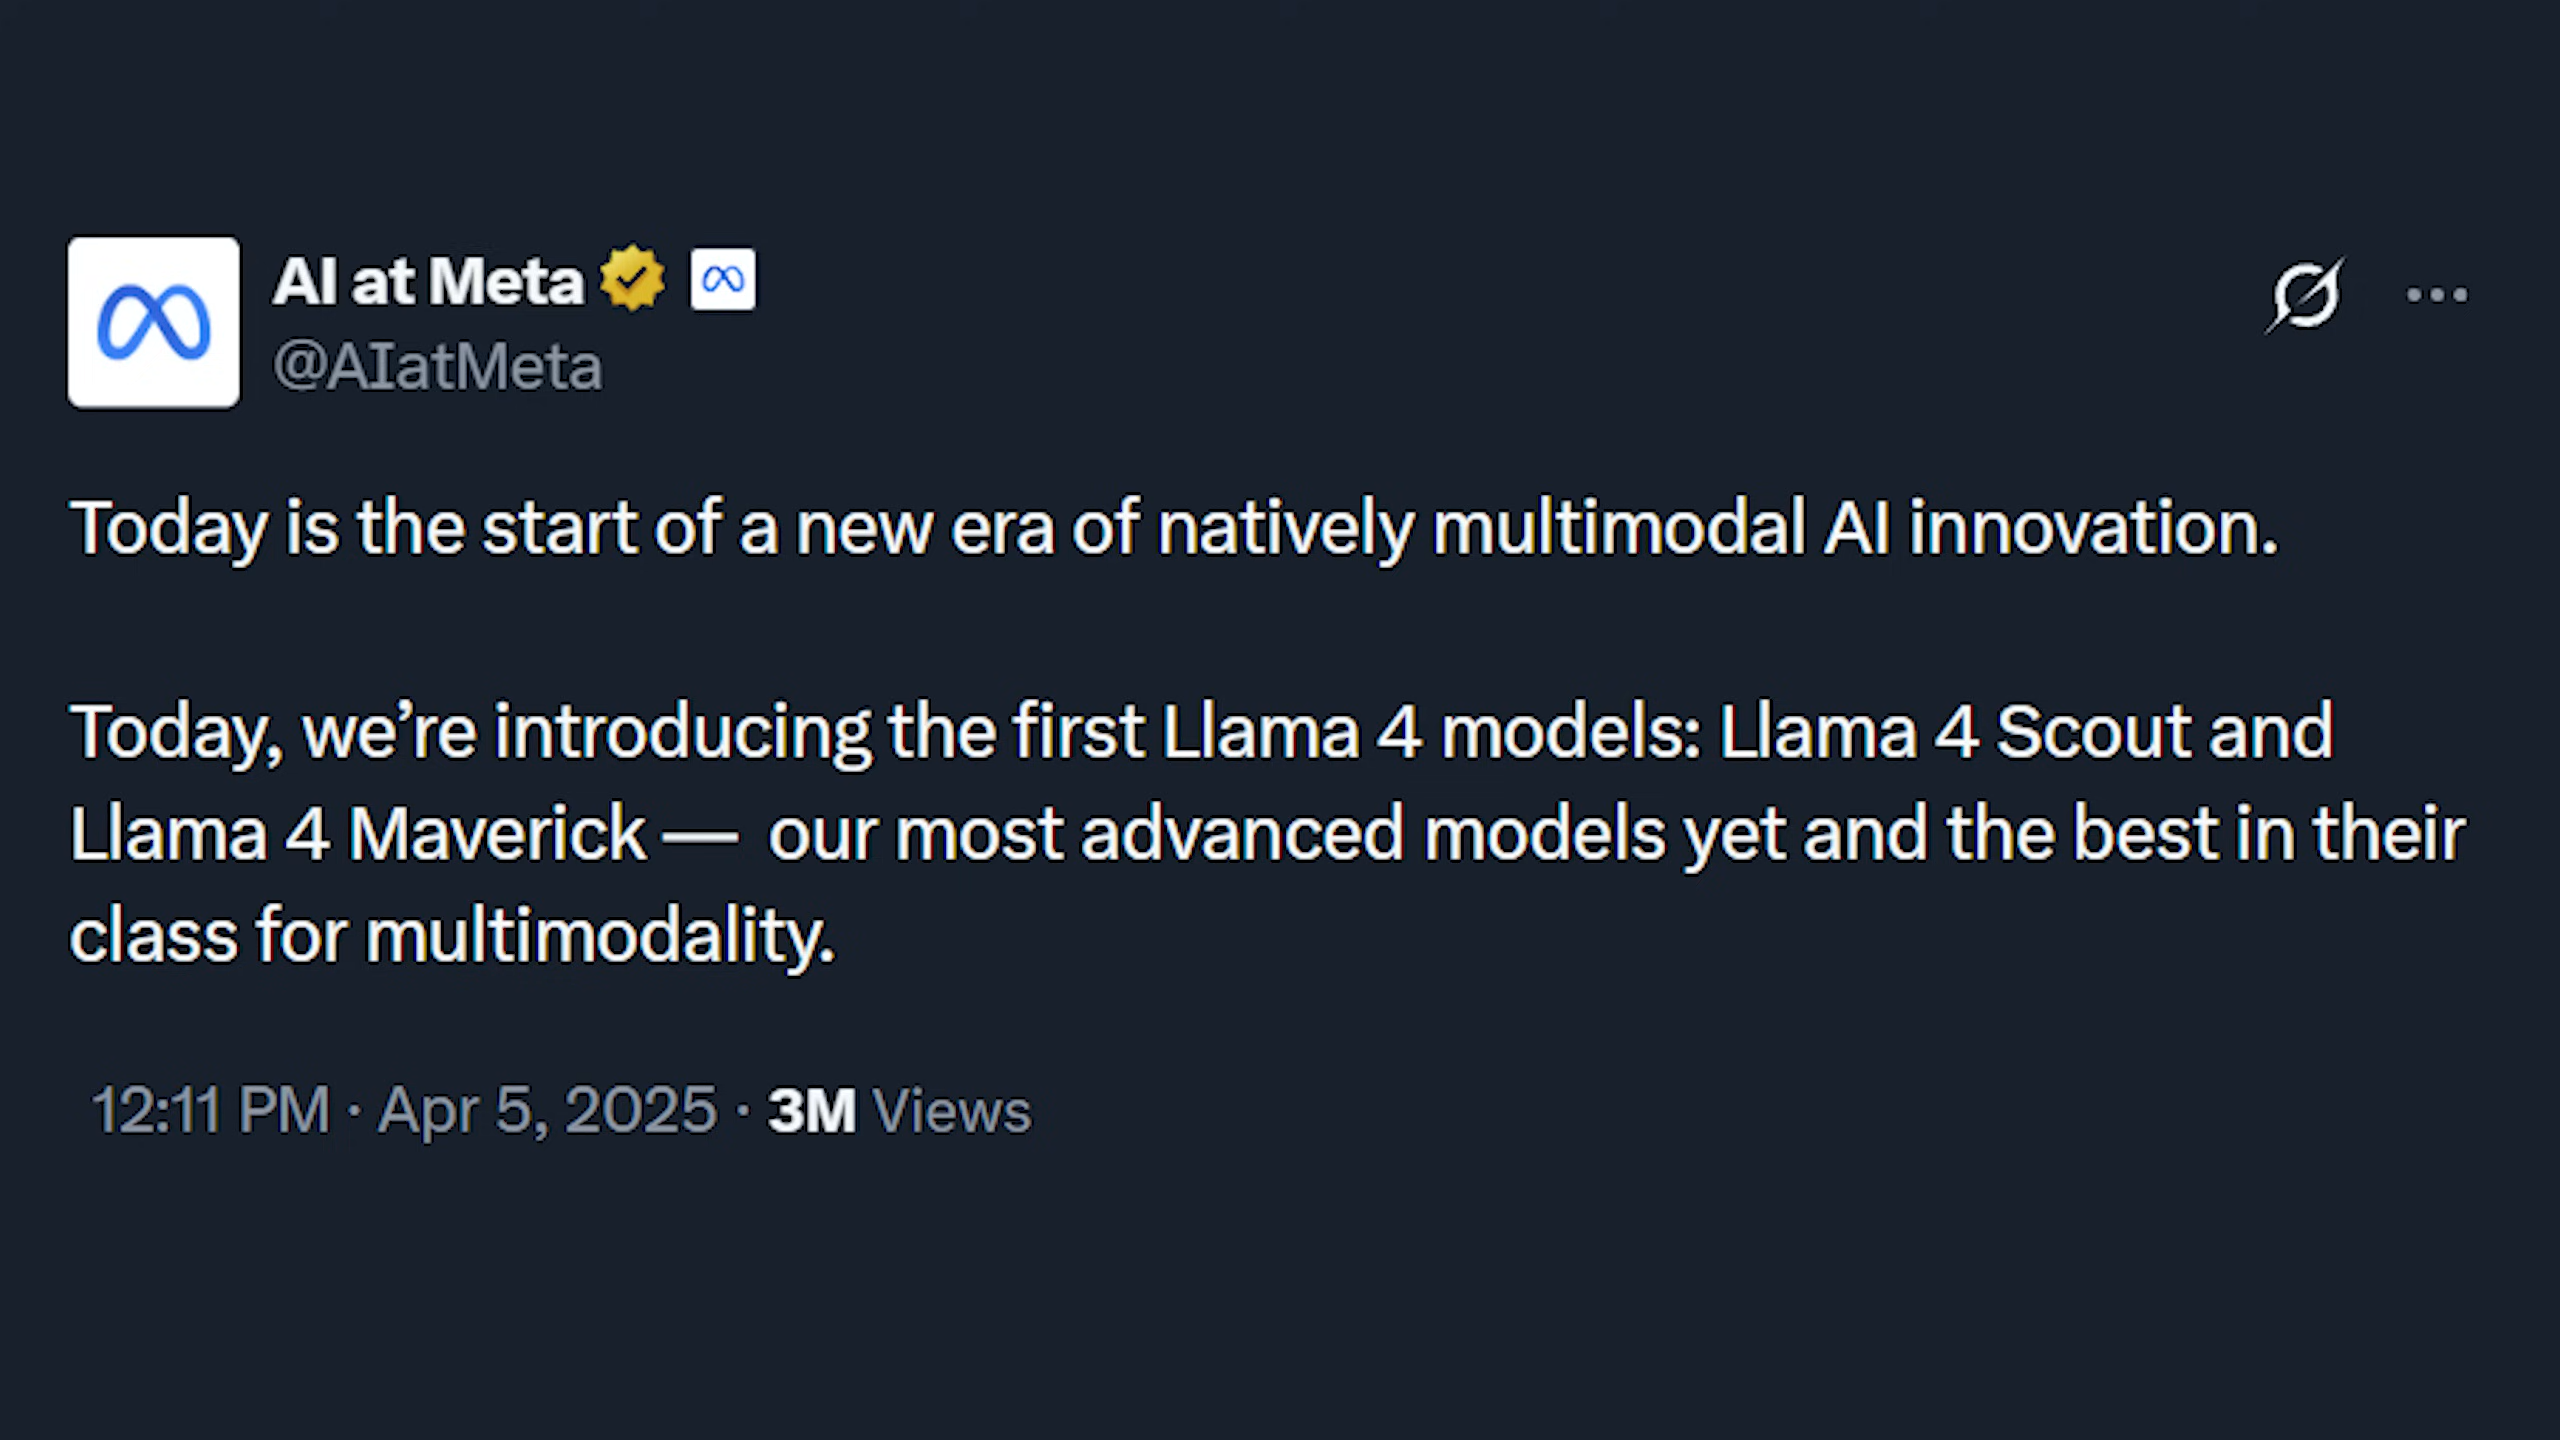 AI at Meta
@AIatMeta
Today is the start of a new era of natively multimodal AI innovation.
Today, we’re introducing the first Llama 4 models: Llama 4 Scout and
Llama 4 Maverick —  our most advanced models yet and the best in their
class for multimodality.
12:11 PM · Apr 5, 2025 · 3M Views